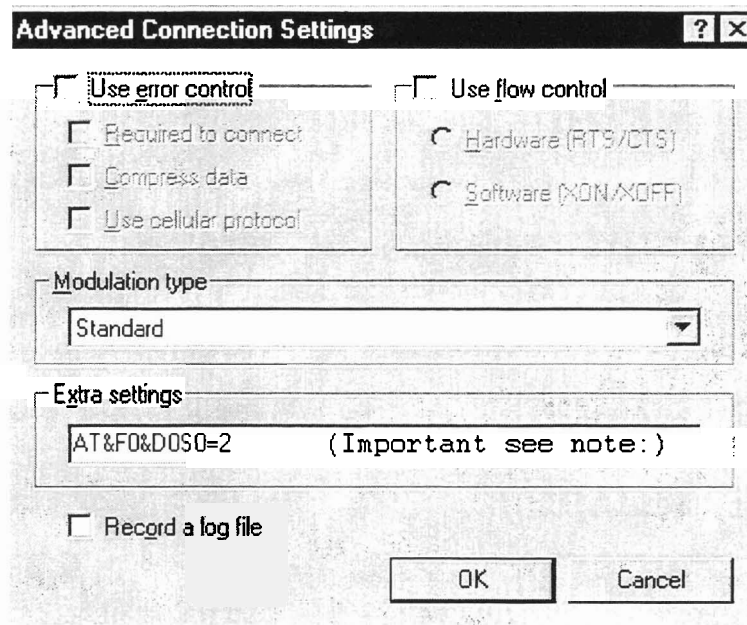 Advanced Connection Settings
Use error control
Required to connect
Compress data
Use cellular protocol
Use flow control
Hardware (RTS/CTS)
Software (XON/XOFF)
Modulation type
Standard
Extra settings
AT&F0&D0S0=2 (Important see note:)
Record a log file
OK Cancel